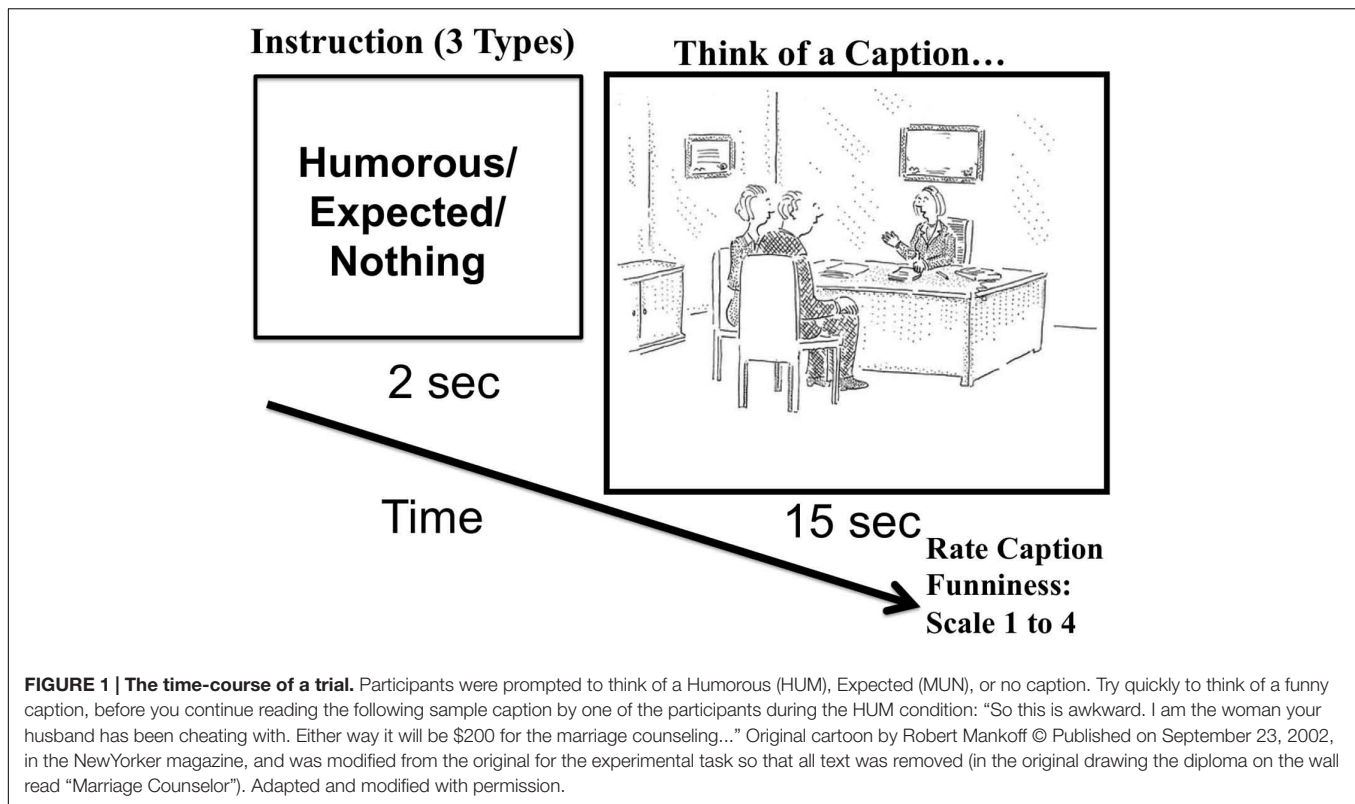 Instruction (3 Types)
Think of a Caption…
Humorous/
Expected/
Nothing
2 sec
Time
15 sec
Rate Caption
Funniness:
Scale 1 to 4
FIGURE 1 | The time-course of a trial. Participants were prompted to think of a Humorous (HUM), Expected (MUN), or no caption. Try quickly to think of a funny
caption, before you continue reading the following sample caption by one of the participants during the HUM condition: “So this is awkward. I am the woman your
husband has been cheating with. Either way it will be $200 for the marriage counseling...” Original cartoon by Robert Mankoff © Published on September 23, 2002,
in the NewYorker magazine, and was modified from the original for the experimental task so that all text was removed (in the original drawing the diploma on the wall
read “Marriage Counselor”). Adapted and modified with permission.